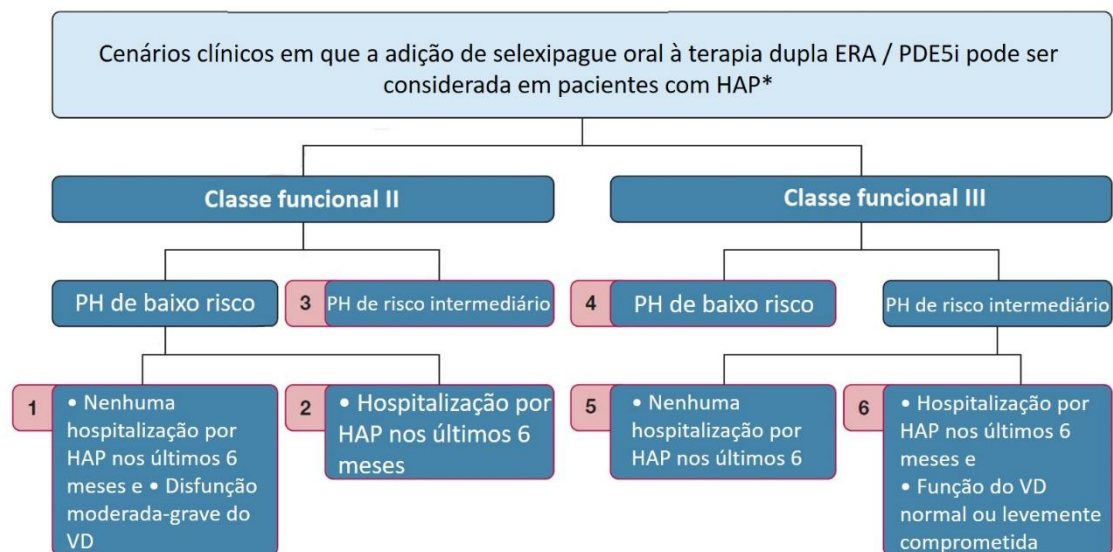 Cenários clínicos em que a adição de selexipague oral à terapia dupla ERA / PDE5i pode ser
considerada em pacientes com HAP*
Classe funcional II
Classe funcional III
PH de baixo risco
3
PH de risco intermediário
4
PH de baixo risco
PH de risco intermediário
1
• Nenhuma
hospitalização por
HAP nos últimos 6
meses e • Disfunção
moderada-grave do
VD
2
• Hospitalização por
HAP nos últimos 6
meses
5
• Nenhuma
hospitalização por
HAP nos últimos 6
6
• Hospitalização por
HAP nos últimos 6
meses e
• Função do VD
normal ou levemente
comprometida